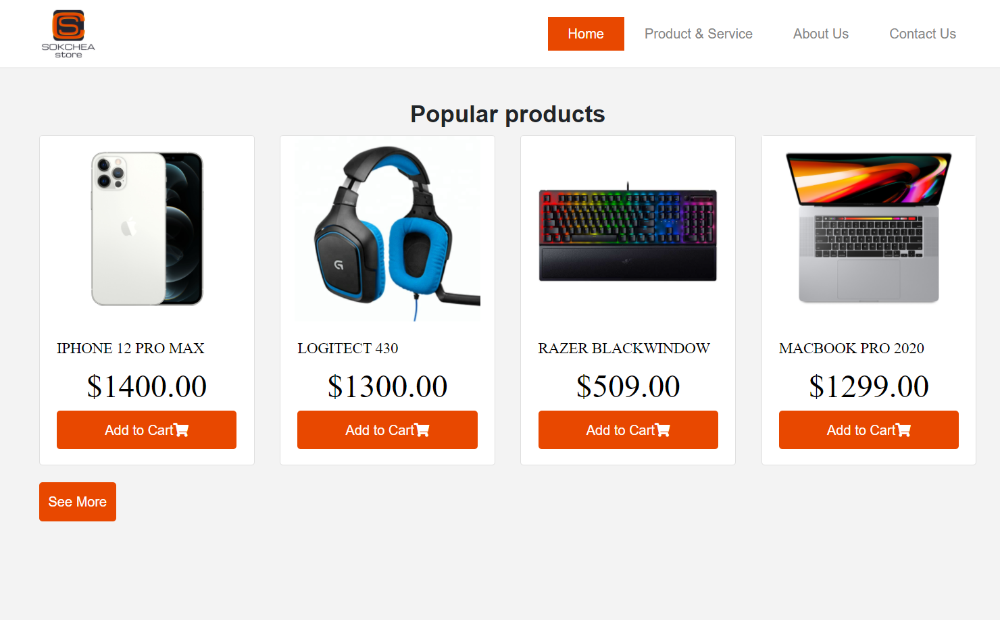 SOKCHEA
store
Home
Product & Service
About Us
Contact Us
Popular products
IPHONE 12 PRO MAX
$1400.00
Add to Cart
LOGITECT 430
$1300.00
Add to Cart
RAZER BLACKWINDOW
$509.00
Add to Cart
MACBOOK PRO 2020
$1299.00
Add to Cart
See More